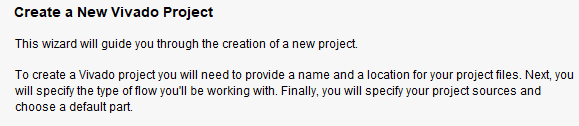 Create a New Vivado Project
This wizard will guide you through the creation of a new project.
To create a Vivado project you will need to provide a name and a location for your project files. Next, you
will specify the type of flow you'll be working with. Finally, you will specify your project sources and
choose a default part.